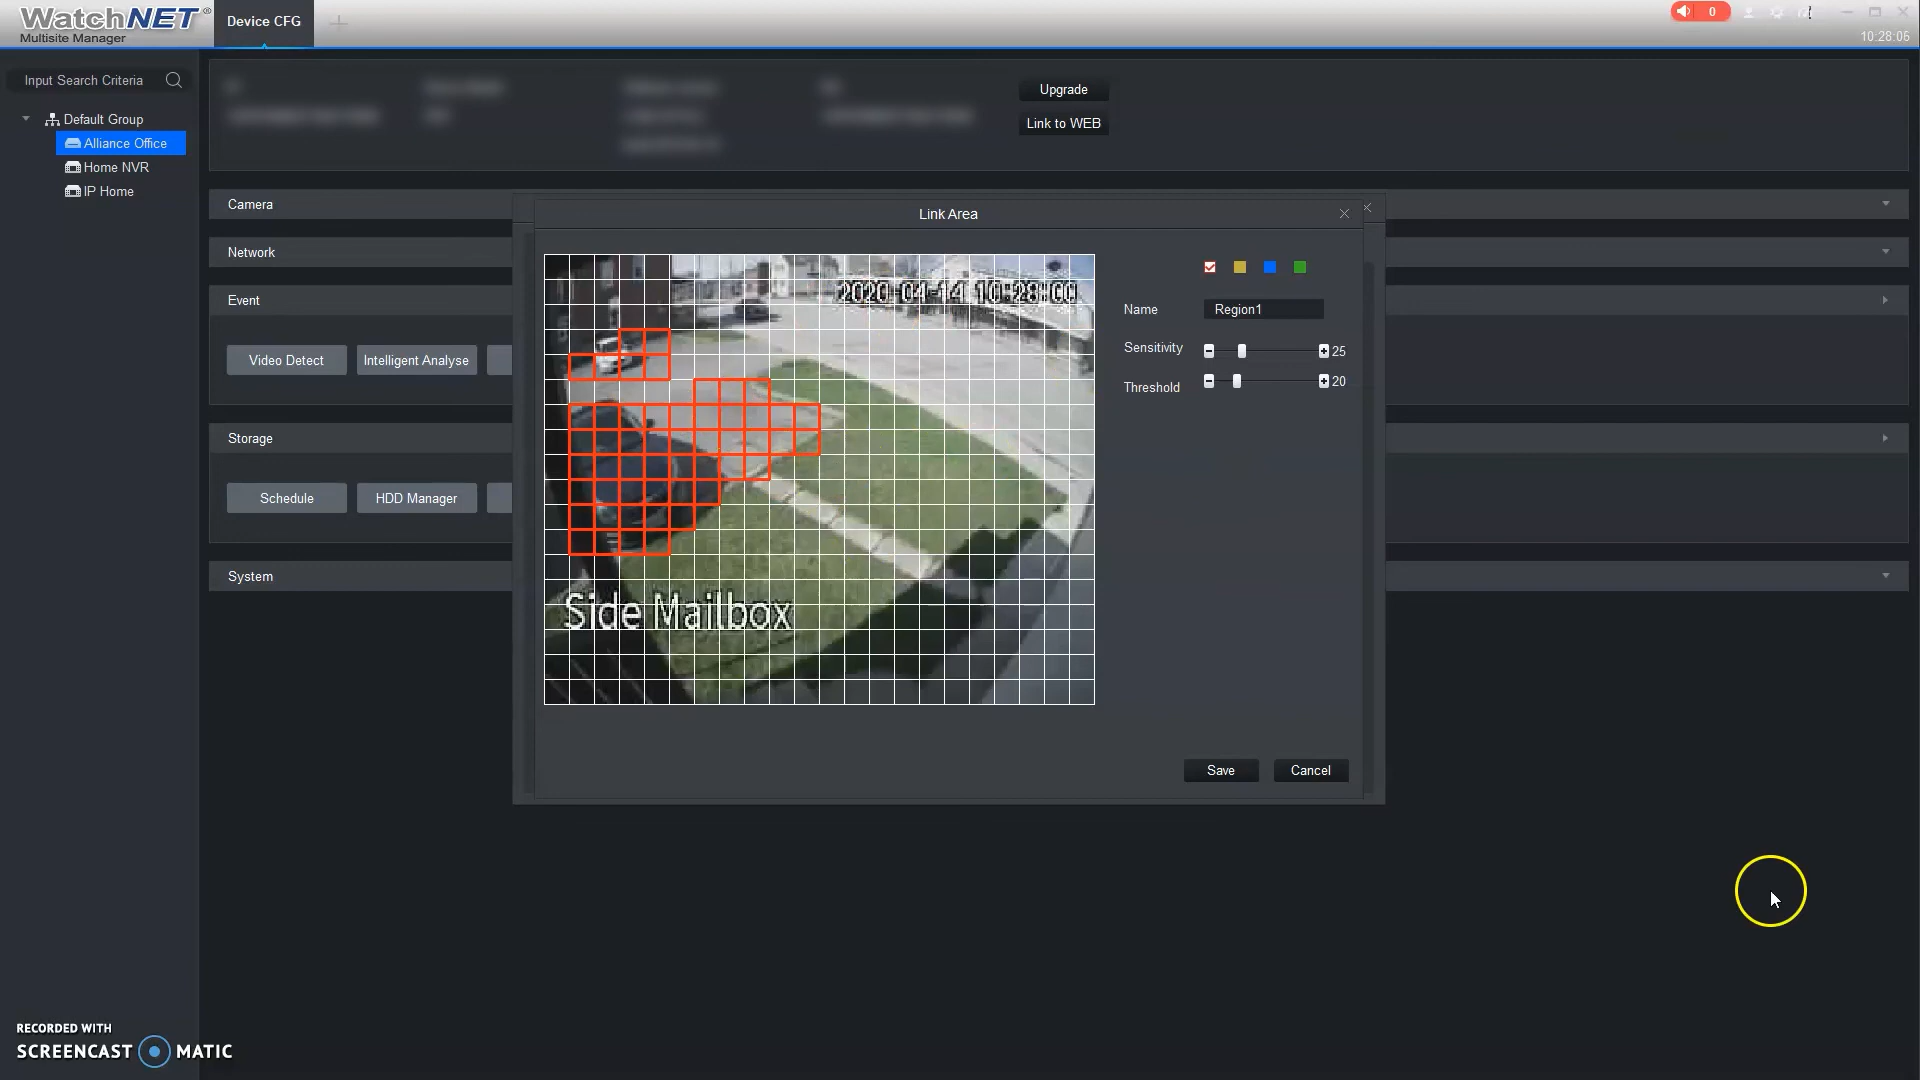 WatchNET ®
Multisite Manager
Device CFG
0
10:28:06
Input Search Criteria
Default Group
Alliance Office
Home NVR
IP Home
Upgrade
Link to WEB
Camera
Network
Event
Video Detect
Intelligent Analyse
Storage
Schedule
HDD Manager
System
Link Area
2020-04-14 10:28:00
Side Mailbox
Name
Region1
Sensitivity
25
Threshold
20
Save
Cancel
RECORDED WITH
SCREENCAST MATIC